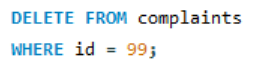 DELETE FROM complaints
WHERE id = 99;